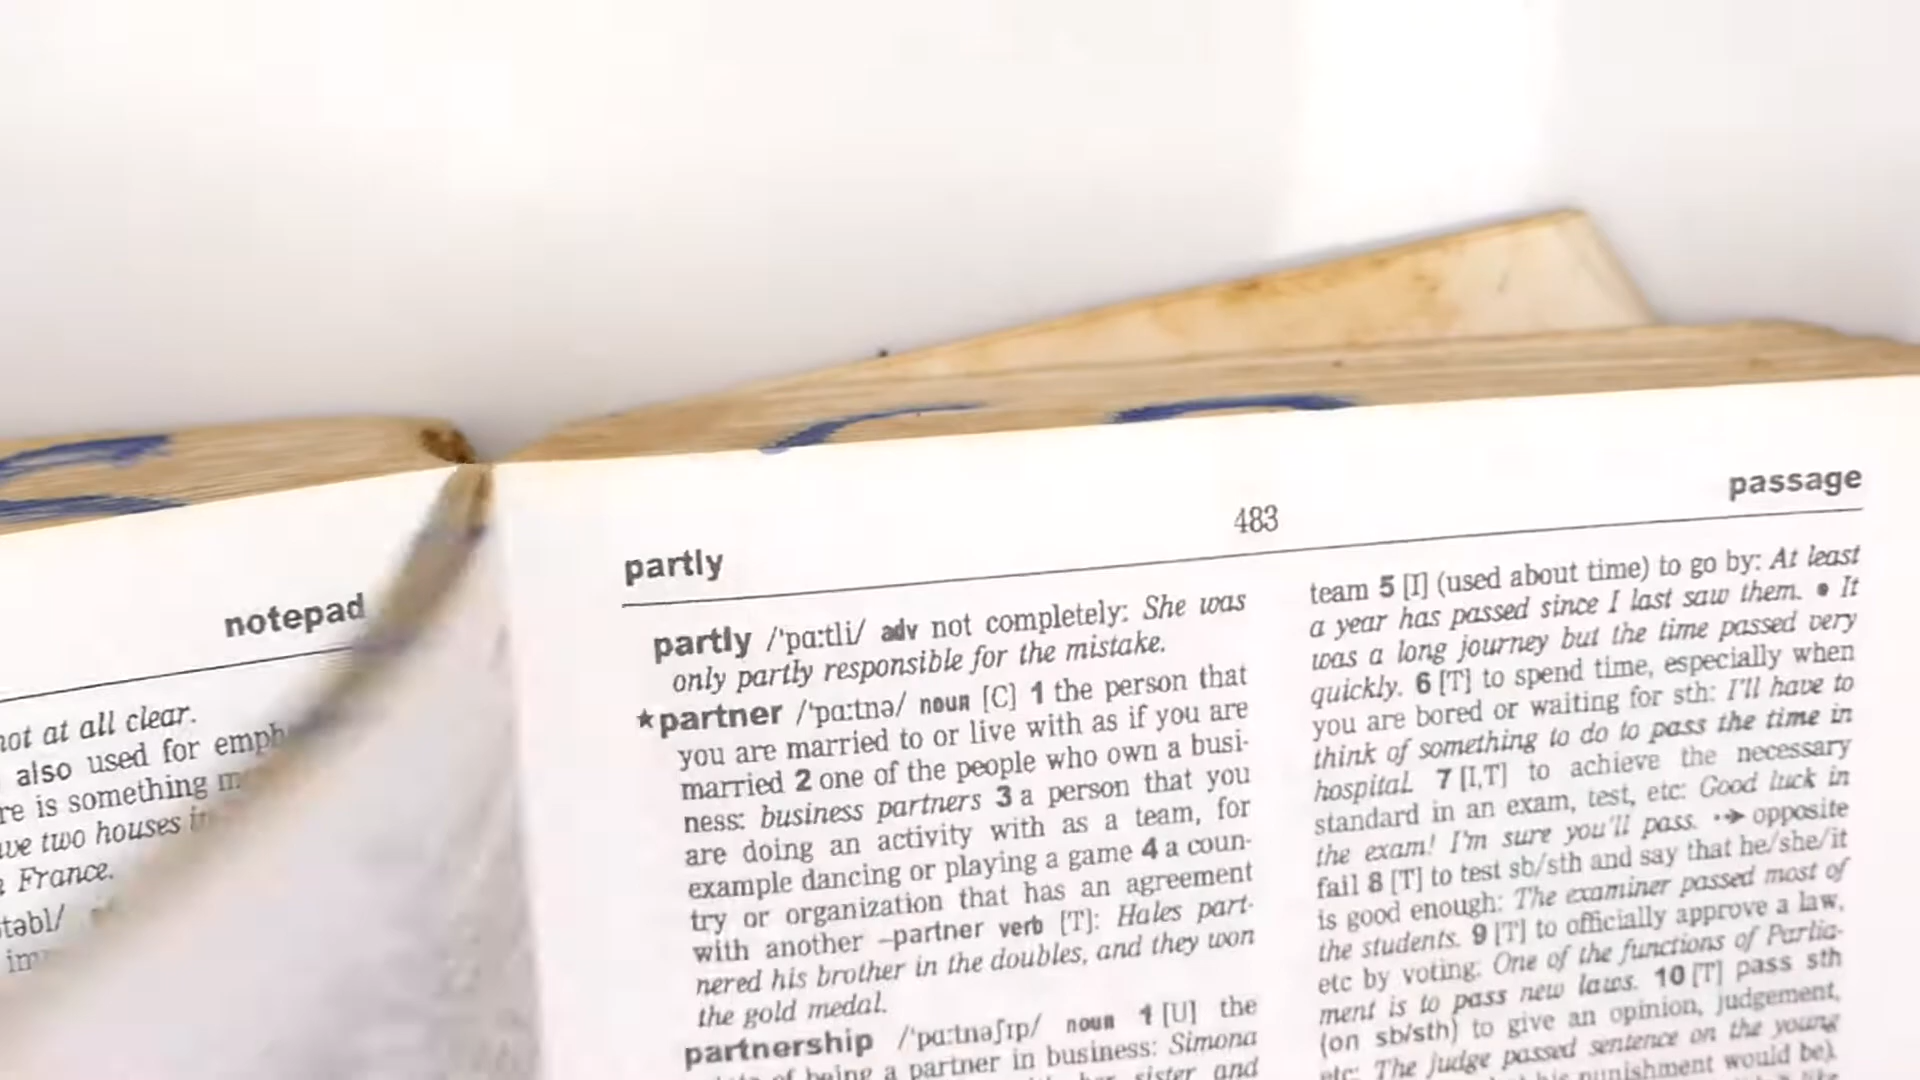 notepad
not at all clear.
also used for emph
re is something m
ve two houses in
France.
təbl/
partly
483
passage
partly /ˈpɑːtli/ adv not completely: She was
only partly responsible for the mistake.
★partner /ˈpɑːtnə/ noun [C] 1 the person that
you are married to or live with as if you are
married 2 one of the people who own a busi-
ness: business partners 3 a person that you
are doing an activity with as a team, for
example dancing or playing a game 4 a coun-
try or organization that has an agreement
with another –partner verb [T]: Hales part-
nered his brother in the doubles, and they won
the gold medal.
partnership /ˈpɑːtnəʃɪp/ noun 1 [U] the
of being a partner in business: Simona
her sister and
team 5 [I] (used about time) to go by: At least
a year has passed since I last saw them. • It
was a long journey but the time passed very
quickly. 6 [T] to spend time, especially when
you are bored or waiting for sth: I'll have to
think of something to do to pass the time in
hospital. 7 [I,T] to achieve the necessary
standard in an exam, test, etc: Good luck in
the exam! I'm sure you'll pass. ➔ opposite
fail 8 [T] to test sb/sth and say that he/she/it
is good enough: The examiner passed most of
the students. 9 [T] to officially approve a law,
etc by voting: One of the functions of Parlia-
ment is to pass new laws. 10 [T] pass sth
(on sb/sth) to give an opinion, judgement,
etc: The judge passed sentence on the young
his punishment would be).